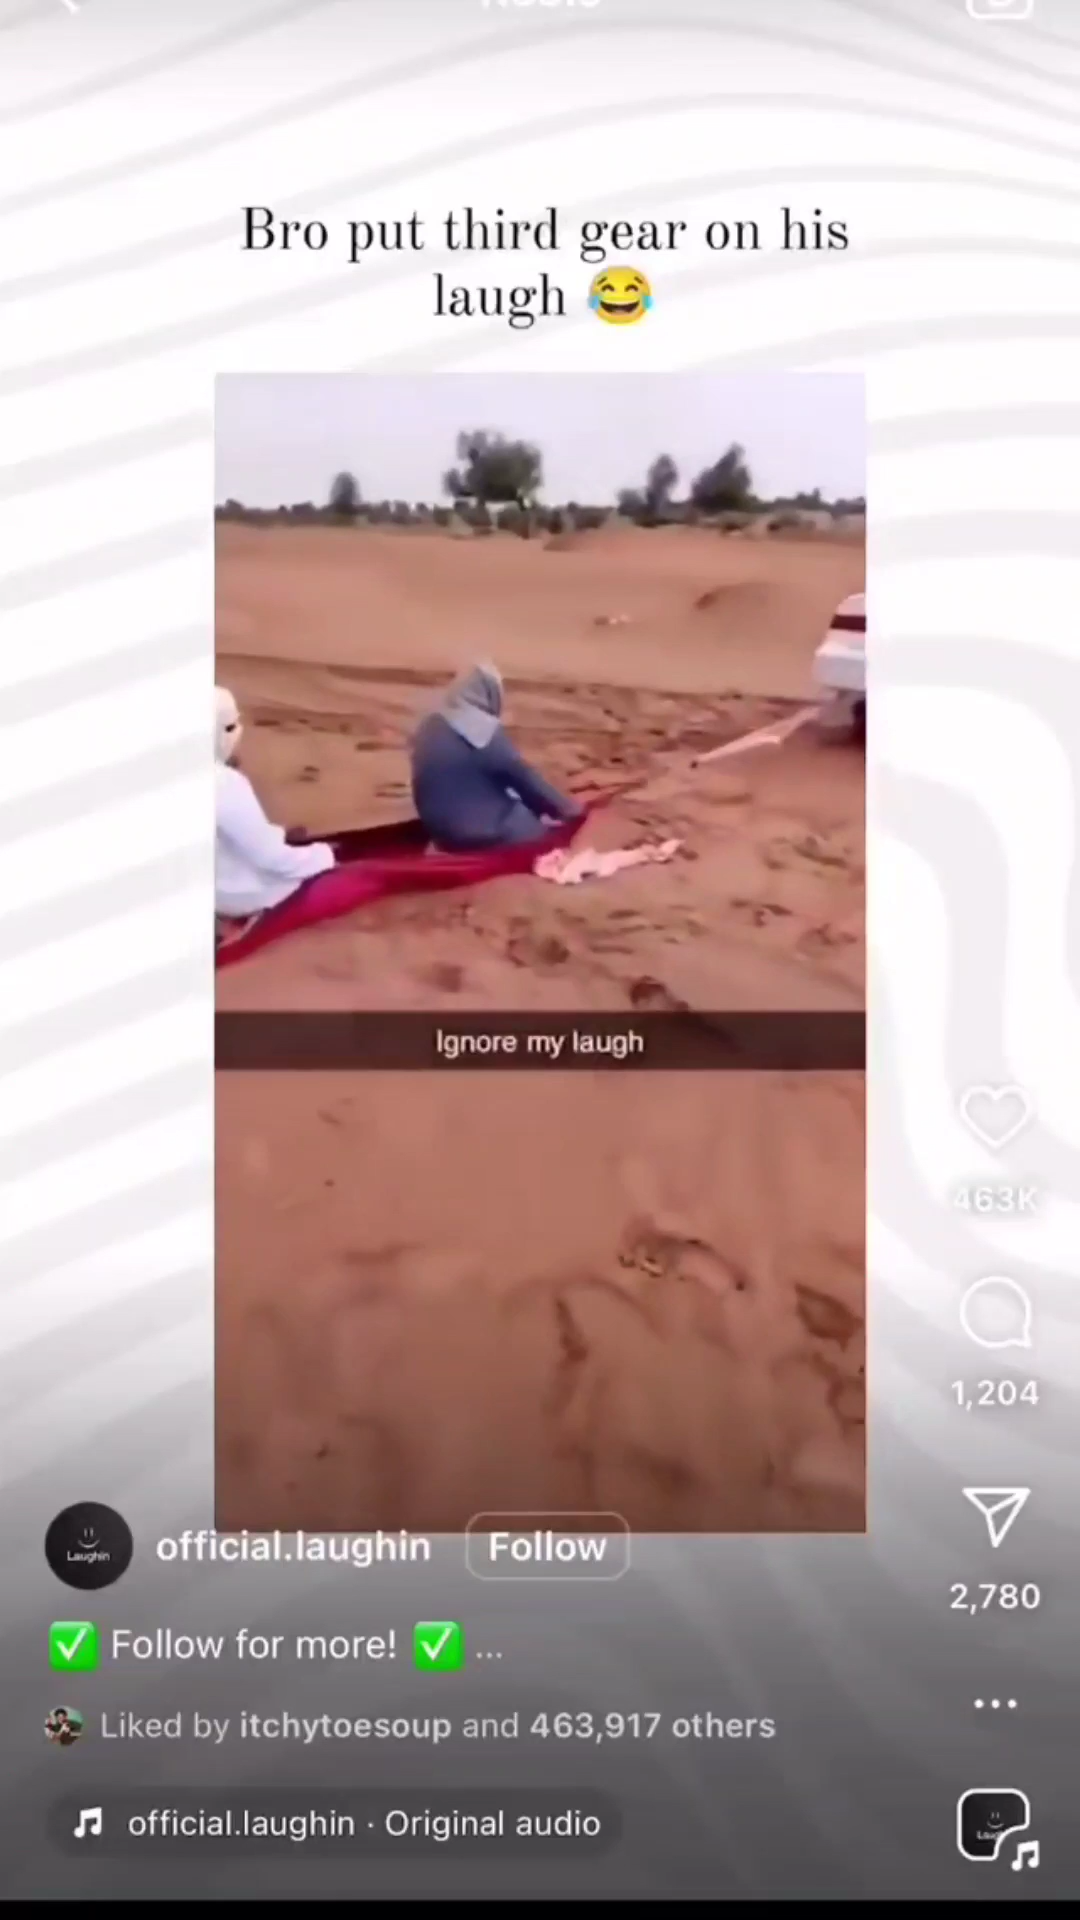 Bro put third gear on his
laugh 😂
Ignore my laugh
463K
1,204
Laughin
official.laughin
Follow
2,780
✅ Follow for more! ✅ ...
Liked by itchytoesoup and 463,917 others
official.laughin · Original audio